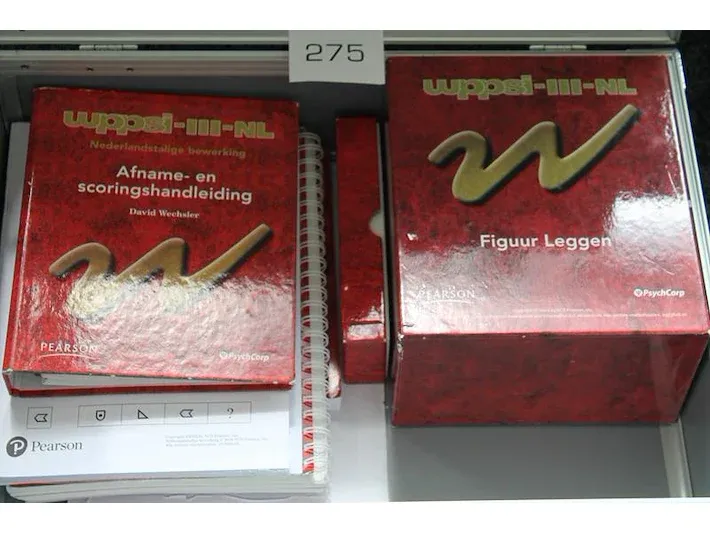 275
wppsi-III-NL
Nederlandstalige bewerking
Afname- en
scoringshandleiding
David Wechsler
PEARSON
PsychCorp
?
Pearson
wppsi-III-NL
Figuur Leggen
PEARSON
PsychCorp